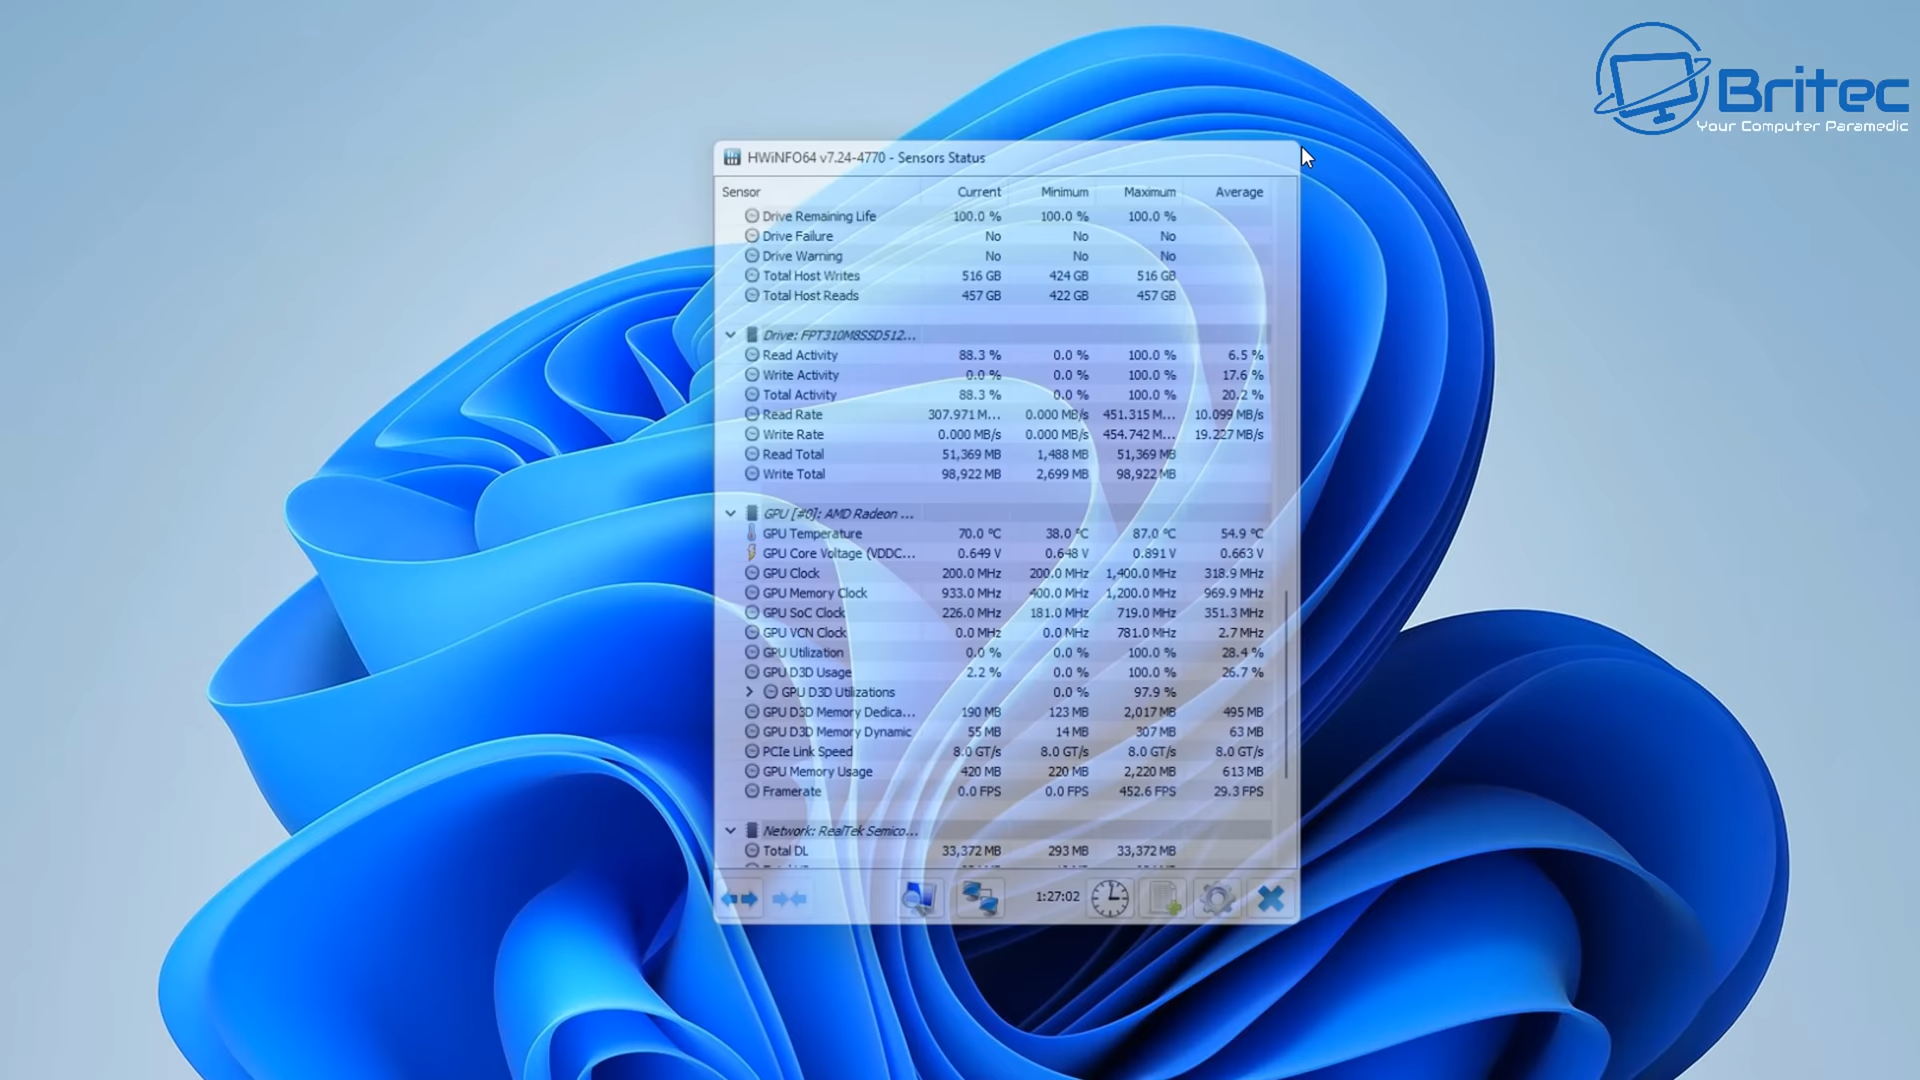 Britec
Your Computer Paramedic
HWiNFO64 v7.24-4770 - Sensors Status
Sensor Current Minimum Maximum Average
Drive Remaining Life 100.0 % 100.0 % 100.0 %
Drive Failure No No No
Drive Warning No No No
Total Host Writes 516 GB 424 GB 516 GB
Total Host Reads 457 GB 422 GB 457 GB
Drive: FPT310M8SSD512...
Read Activity 88.3 % 0.0 % 100.0 % 6.5 %
Write Activity 0.0 % 0.0 % 100.0 % 17.6 %
Total Activity 88.3 % 0.0 % 100.0 % 20.2 %
Read Rate 307.971 M... 0.000 MB/s 451.315 M... 10.099 MB/s
Write Rate 0.000 MB/s 0.000 MB/s 454.742 M... 19.227 MB/s
Read Total 51,369 MB 1,488 MB 51,369 MB
Write Total 98,922 MB 2,699 MB 98,922 MB
GPU [#0]: AMD Radeon ...
GPU Temperature 70.0 °C 38.0 °C 87.0 °C 54.9 °C
GPU Core Voltage (VDDC... 0.649 V 0.648 V 0.891 V 0.663 V
GPU Clock 200.0 MHz 200.0 MHz 1,400.0 MHz 318.9 MHz
GPU Memory Clock 933.0 MHz 400.0 MHz 1,200.0 MHz 969.9 MHz
GPU SoC Clock 226.0 MHz 181.0 MHz 719.0 MHz 351.3 MHz
GPU VCN Clock 0.0 MHz 0.0 MHz 781.0 MHz 2.7 MHz
GPU Utilization 0.0 % 0.0 % 100.0 % 28.4 %
GPU D3D Usage 2.2 % 0.0 % 100.0 % 26.7 %
GPU D3D Utilizations 0.0 % 97.9 %
GPU D3D Memory Dedica... 190 MB 123 MB 2,017 MB 495 MB
GPU D3D Memory Dynamic 55 MB 14 MB 307 MB 63 MB
PCIe Link Speed 8.0 GT/s 8.0 GT/s 8.0 GT/s 8.0 GT/s
GPU Memory Usage 420 MB 220 MB 2,220 MB 613 MB
Framerate 0.0 FPS 0.0 FPS 452.6 FPS 29.3 FPS
Network: RealTek Semico...
Total DL 33,372 MB 293 MB 33,372 MB
1:27:02